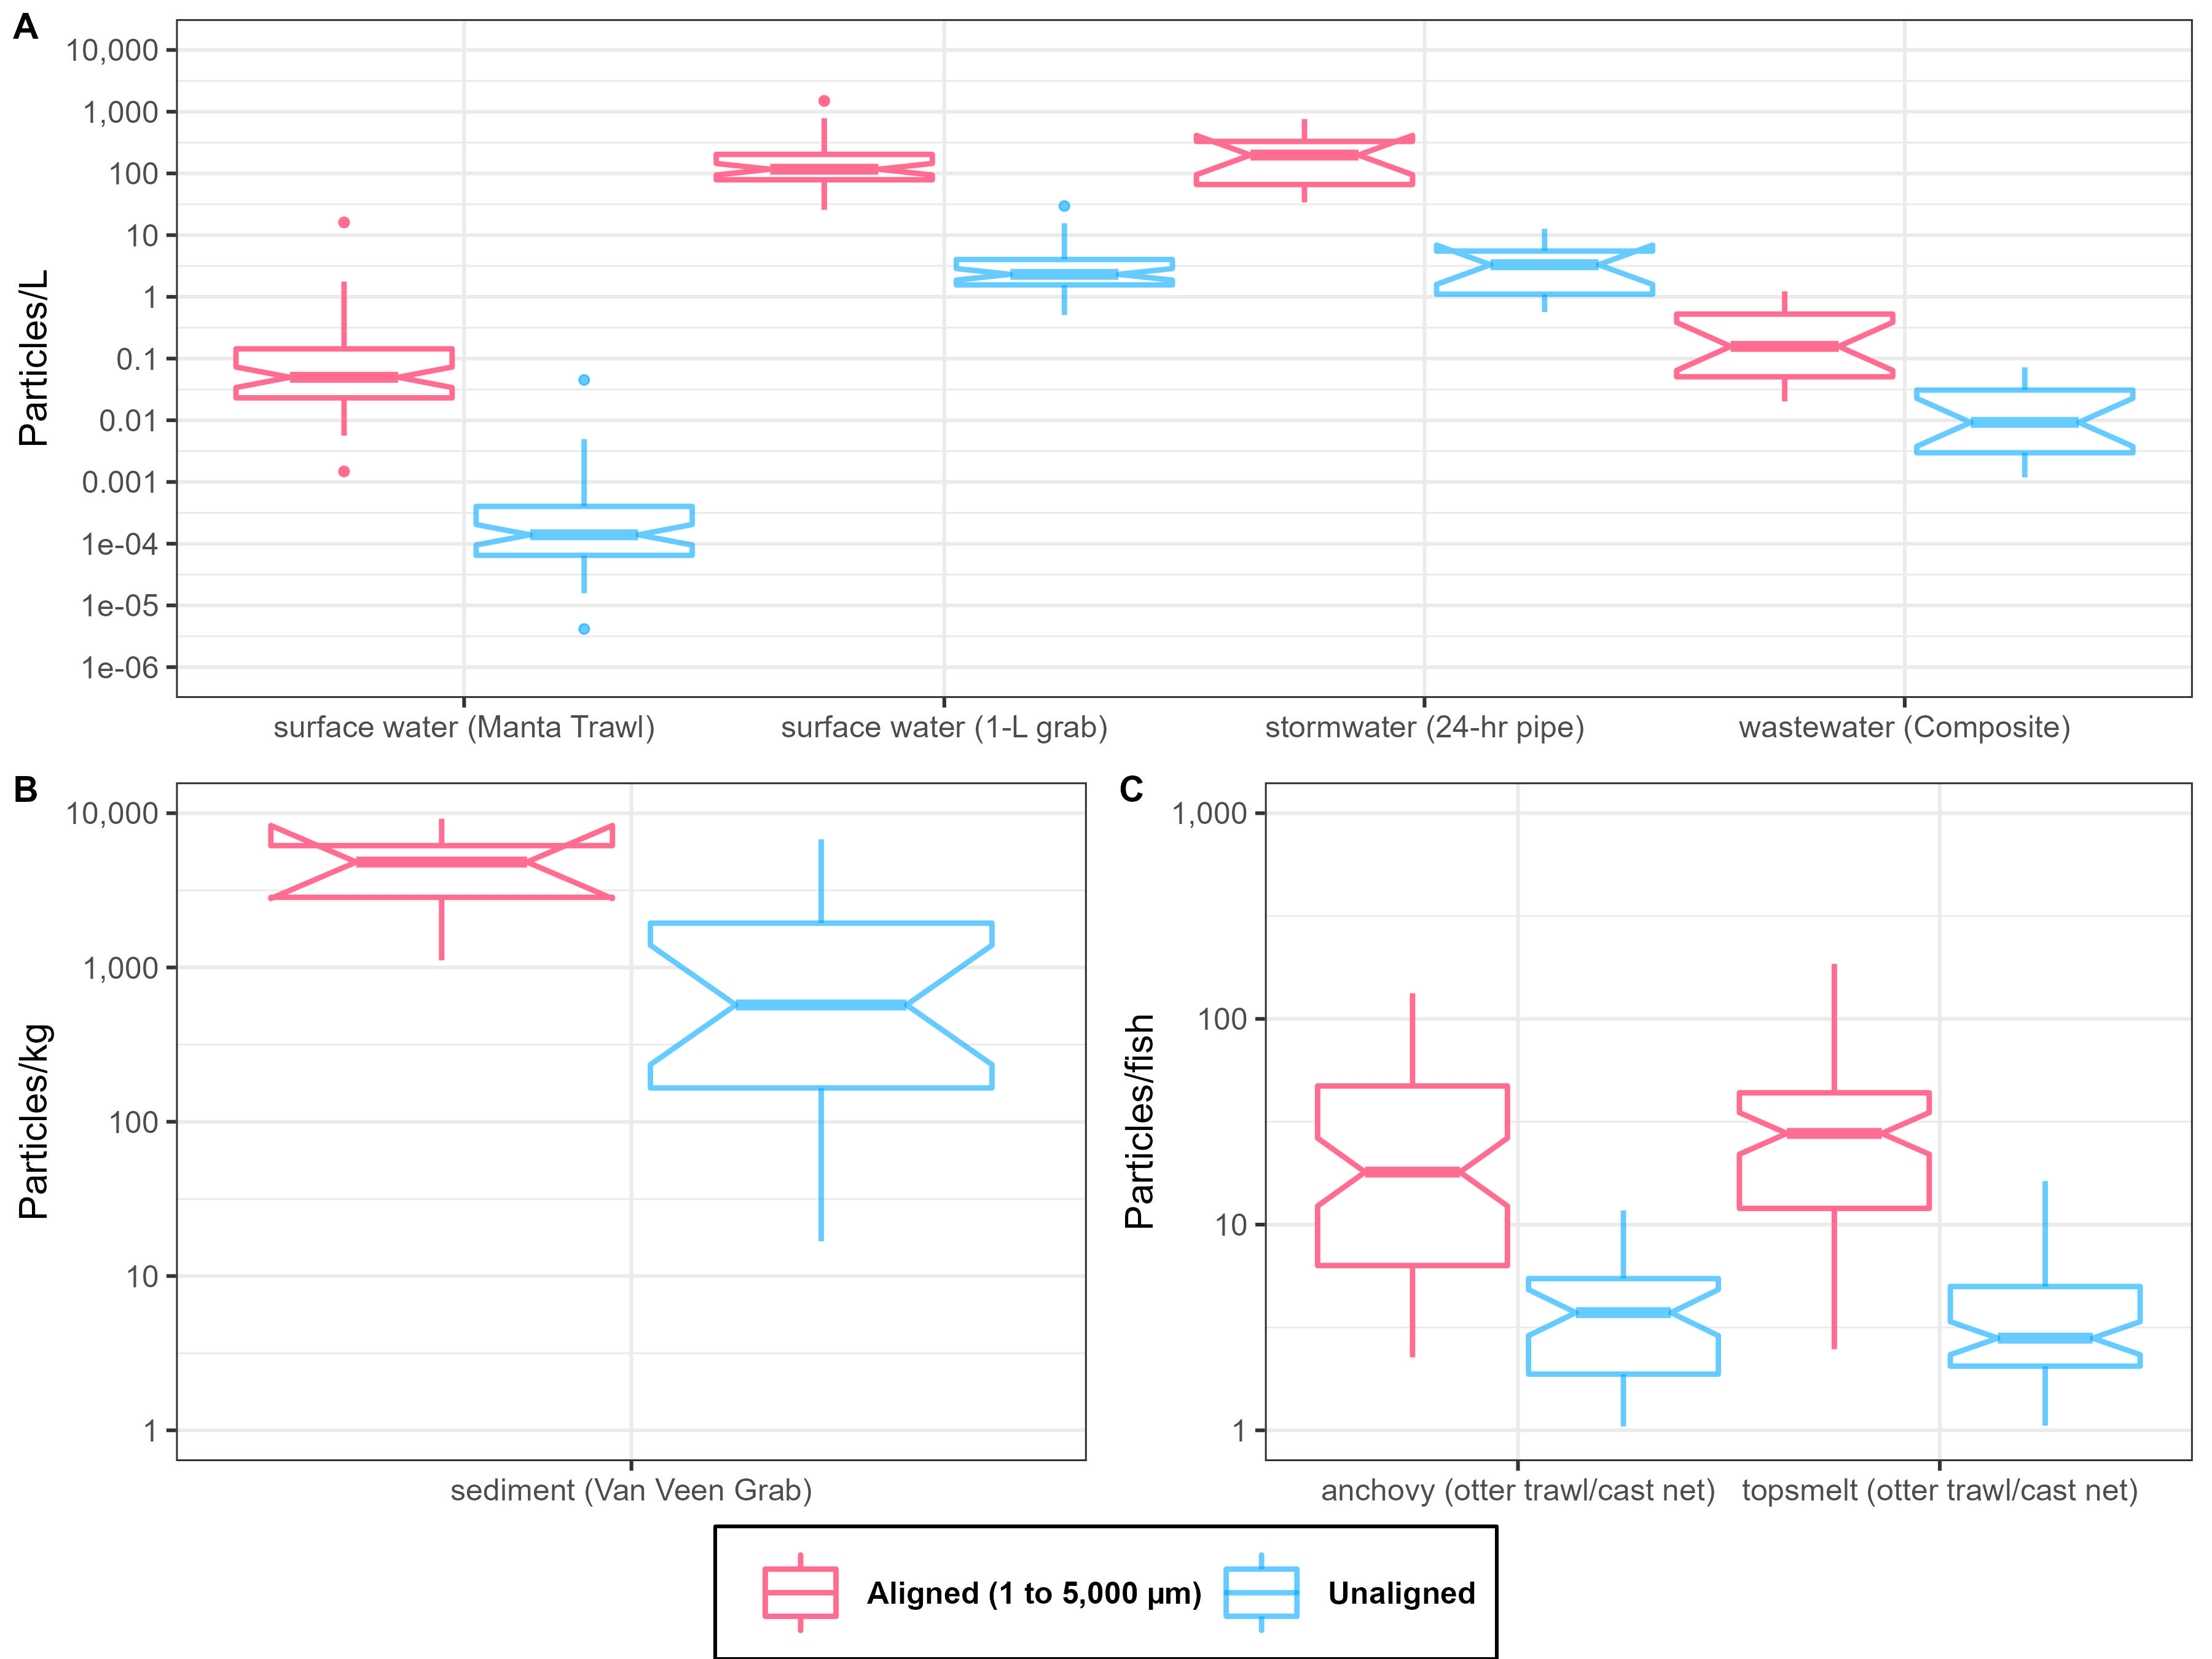 A
10,000
1,000
100
10
1
0.1
0.01
0.001
1e-04
1e-05
1e-06
Particles/L
surface water (Manta Trawl)
surface water (1-L grab)
stormwater (24-hr pipe)
wastewater (Composite)
B
10,000
1,000
100
10
1
Particles/kg
sediment (Van Veen Grab)
C
1,000
100
10
1
Particles/fish
anchovy (otter trawl/cast net)
topsmelt (otter trawl/cast net)
Aligned (1 to 5,000 µm)
Unaligned